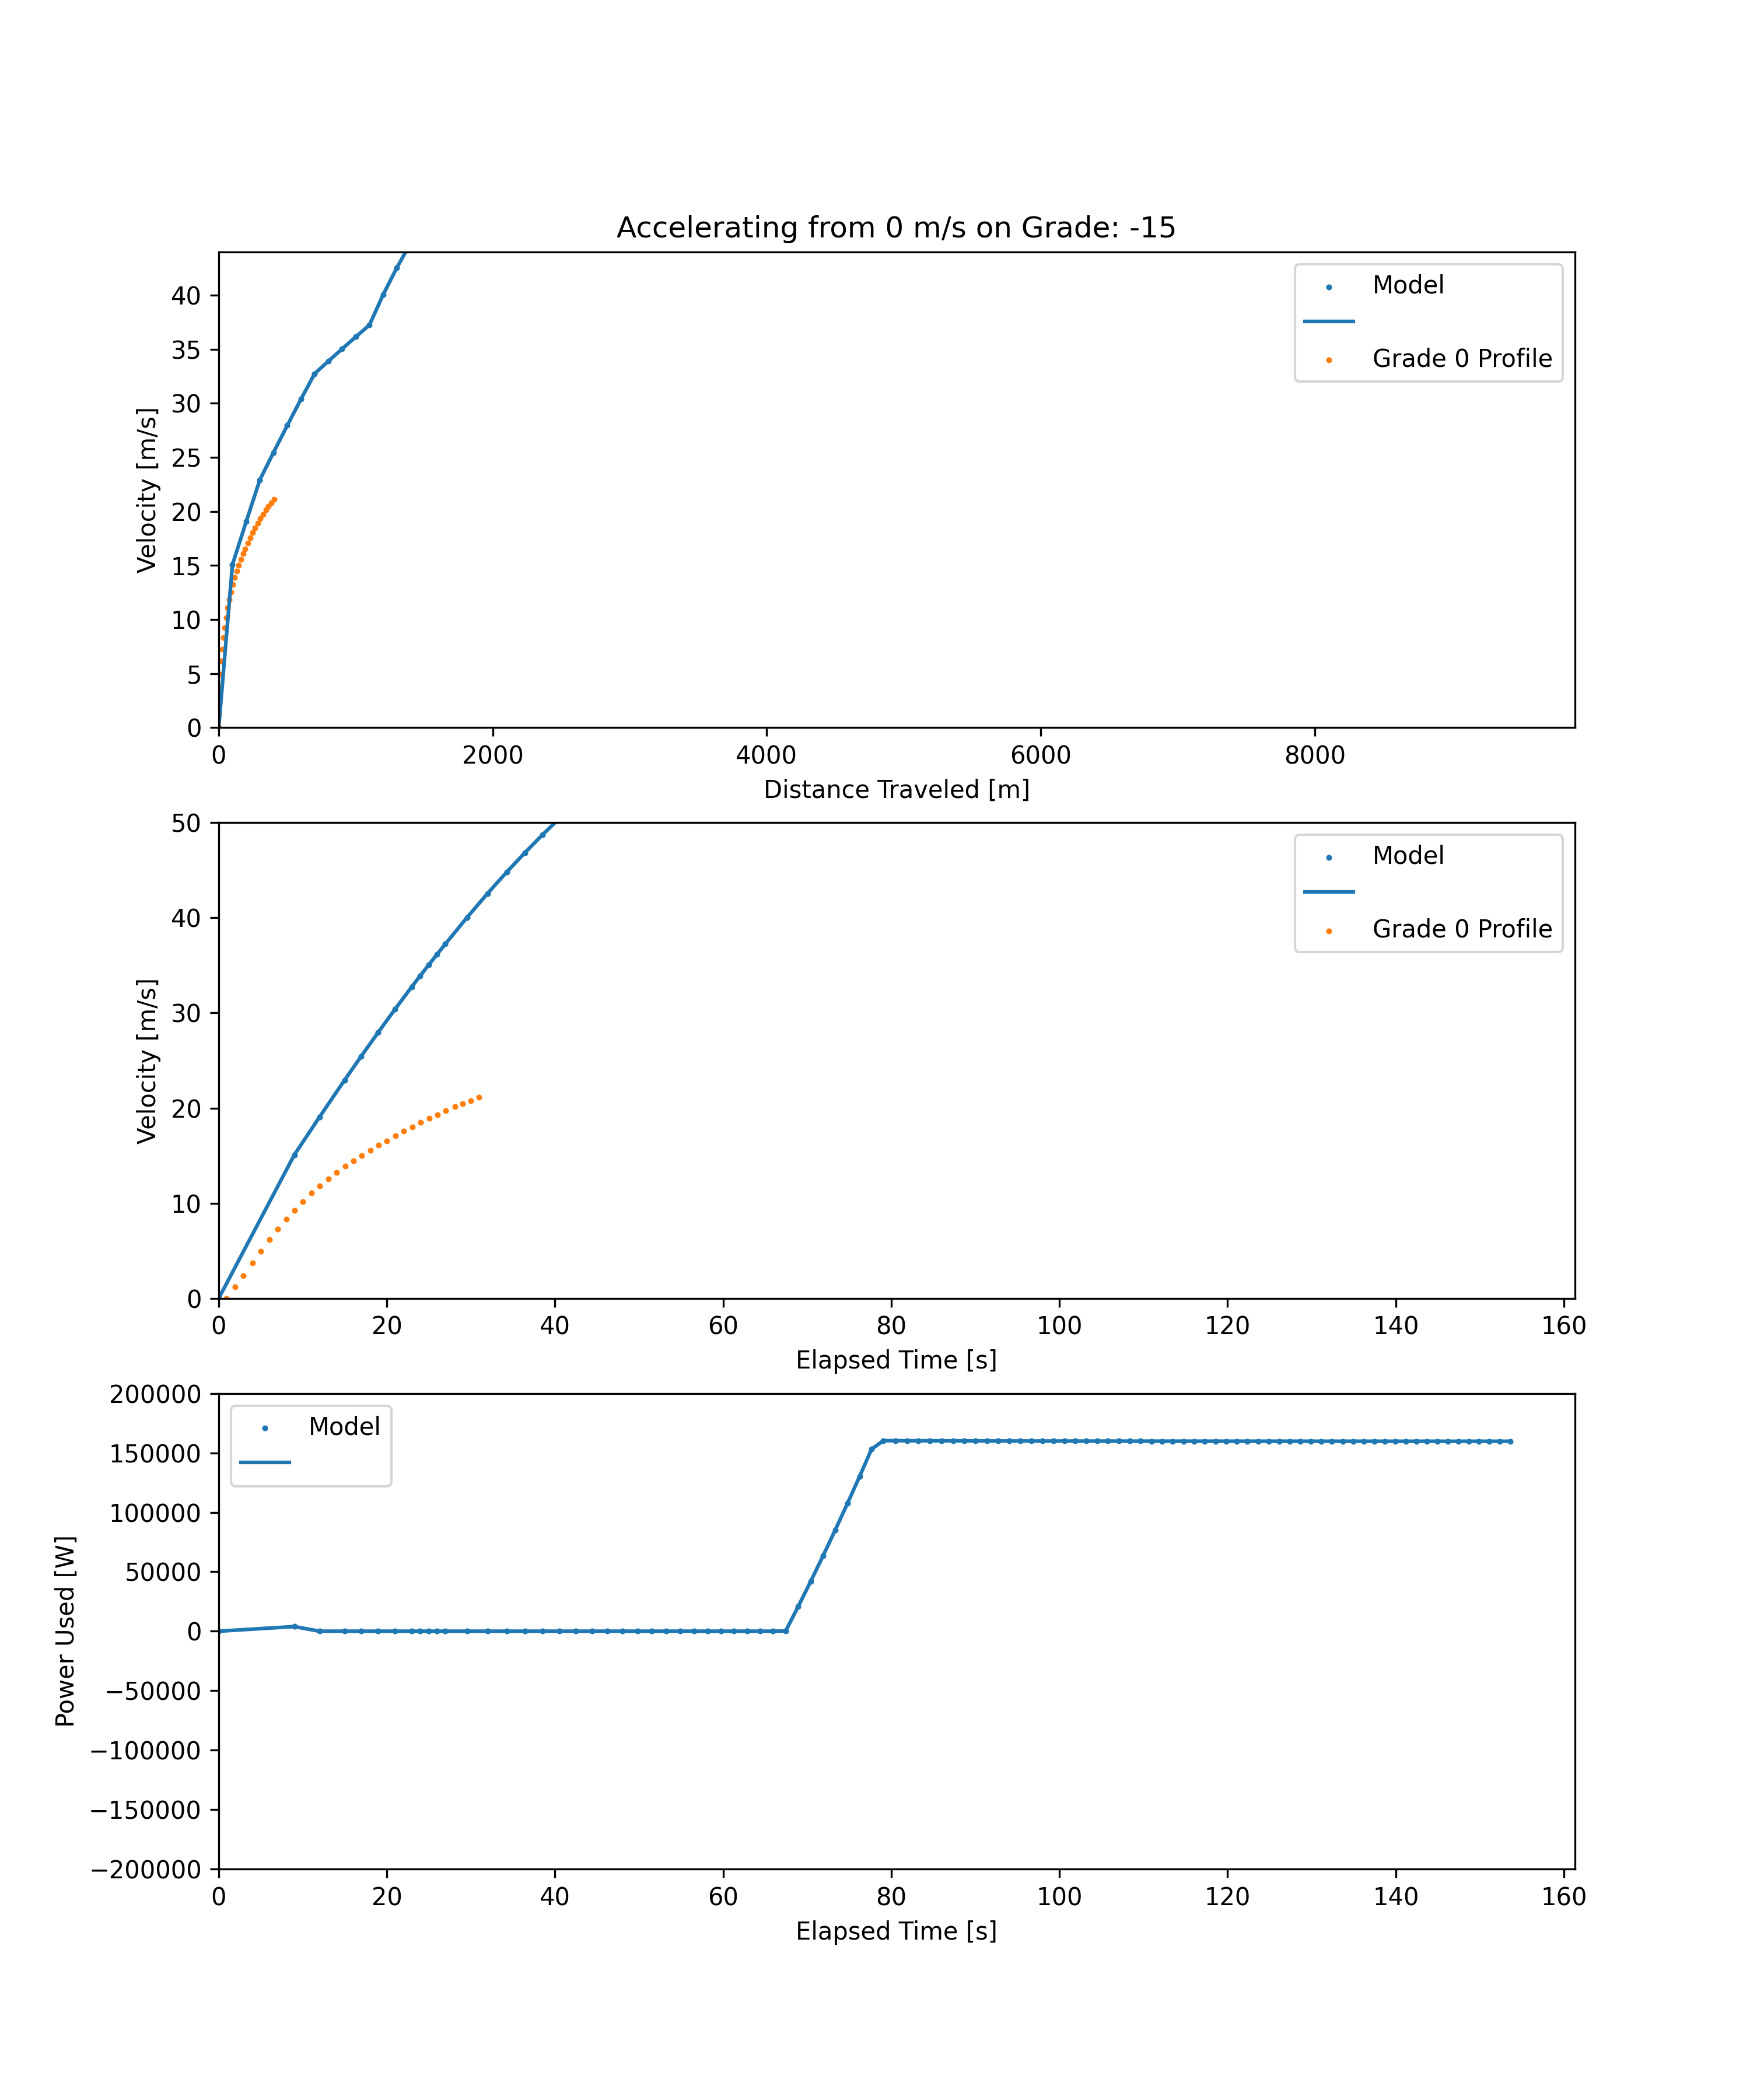 Accelerating from 0 m/s on Grade: -15
40
35
30
25
20
15
10
5
0
Velocity [m/s]
Model
Grade 0 Profile
0 2000 4000 6000 8000
Distance Traveled [m]
50
40
30
20
10
0
Velocity [m/s]
Model
Grade 0 Profile
0 20 40 60 80 100 120 140 160
Elapsed Time [s]
200000
150000
100000
50000
0
−50000
−100000
−150000
−200000
Power Used [W]
Model
0 20 40 60 80 100 120 140 160
Elapsed Time [s]